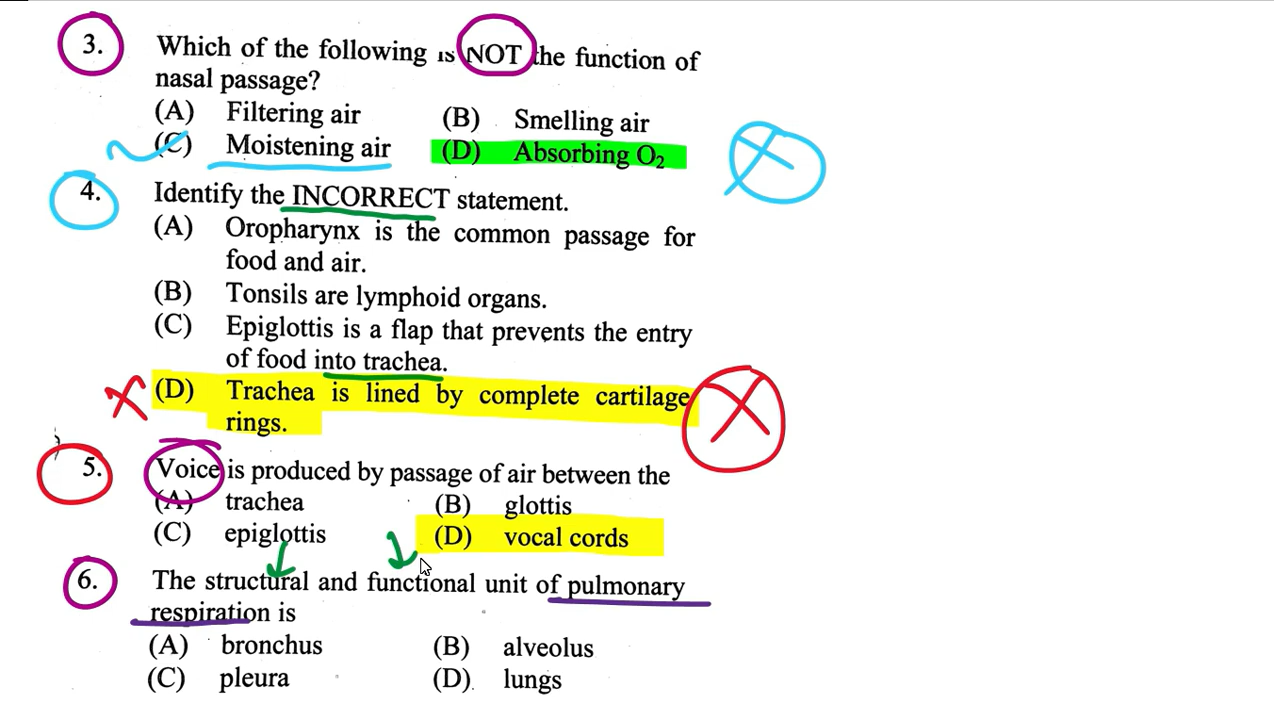 3. Which of the following is NOT the function of
nasal passage?
(A) Filtering air (B) Smelling air
(C) Moistening air (D) Absorbing O₂
4. Identify the INCORRECT statement.
(A) Oropharynx is the common passage for
food and air.
(B) Tonsils are lymphoid organs.
(C) Epiglottis is a flap that prevents the entry
of food into trachea.
(D) Trachea is lined by complete cartilage
rings.
5. Voice is produced by passage of air between the
(A) trachea (B) glottis
(C) epiglottis (D) vocal cords
6. The structural and functional unit of pulmonary
respiration is
(A) bronchus (B) alveolus
(C) pleura (D) lungs